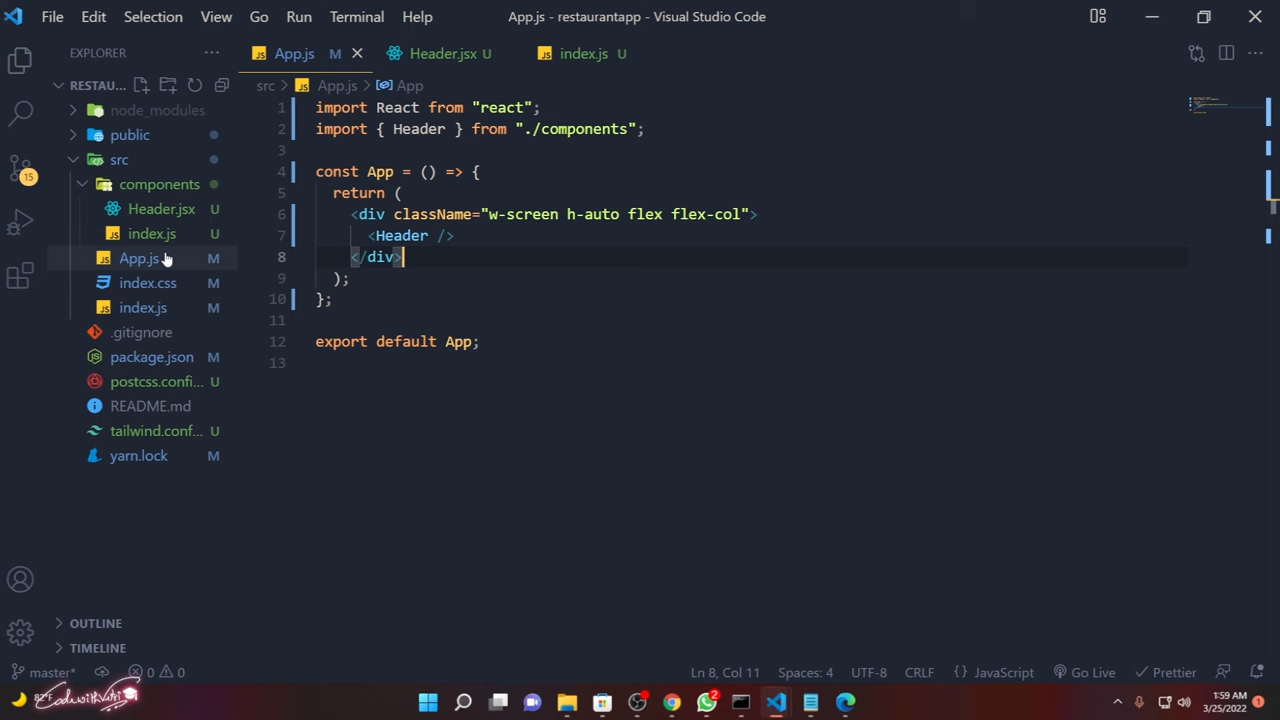 File Edit Selection View Go Run Terminal Help
App.js - restaurantapp - Visual Studio Code
EXPLORER
App.js M
Header.jsx U
index.js U
RESTAU...
src App.js App
node_modules
public
src
components
Header.jsx U
index.js U
App.js M
index.css M
index.js M
.gitignore
package.json M
postcss.confi... U
README.md
tailwind.conf... U
yarn.lock M
15
1 import React from "react";
2 import { Header } from "./components";
3
4 const App = () => {
5 return (
6 <div className="w-screen h-auto flex flex-col">
7 <Header />
8 </div>
9 );
10 };
11
12 export default App;
13
OUTLINE
TIMELINE
master* 0 0
Ln 8, Col 11 Spaces: 4 UTF-8 CRLF {} JavaScript Go Live Prettier
82°F
2
1:59 AM
3/25/2022
1